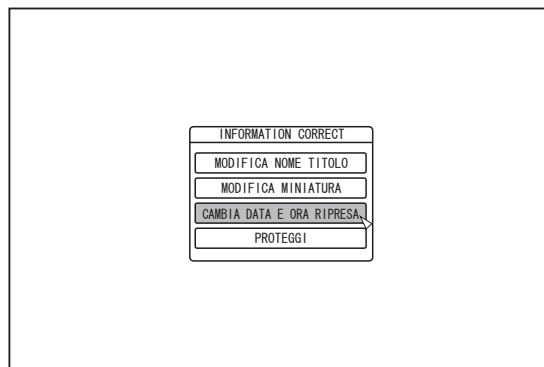 INFORMATION CORRECT
MODIFICA NOME TITOLO
MODIFICA MINIATURA
CAMBIA DATA E ORA RIPRESA
PROTEGGI